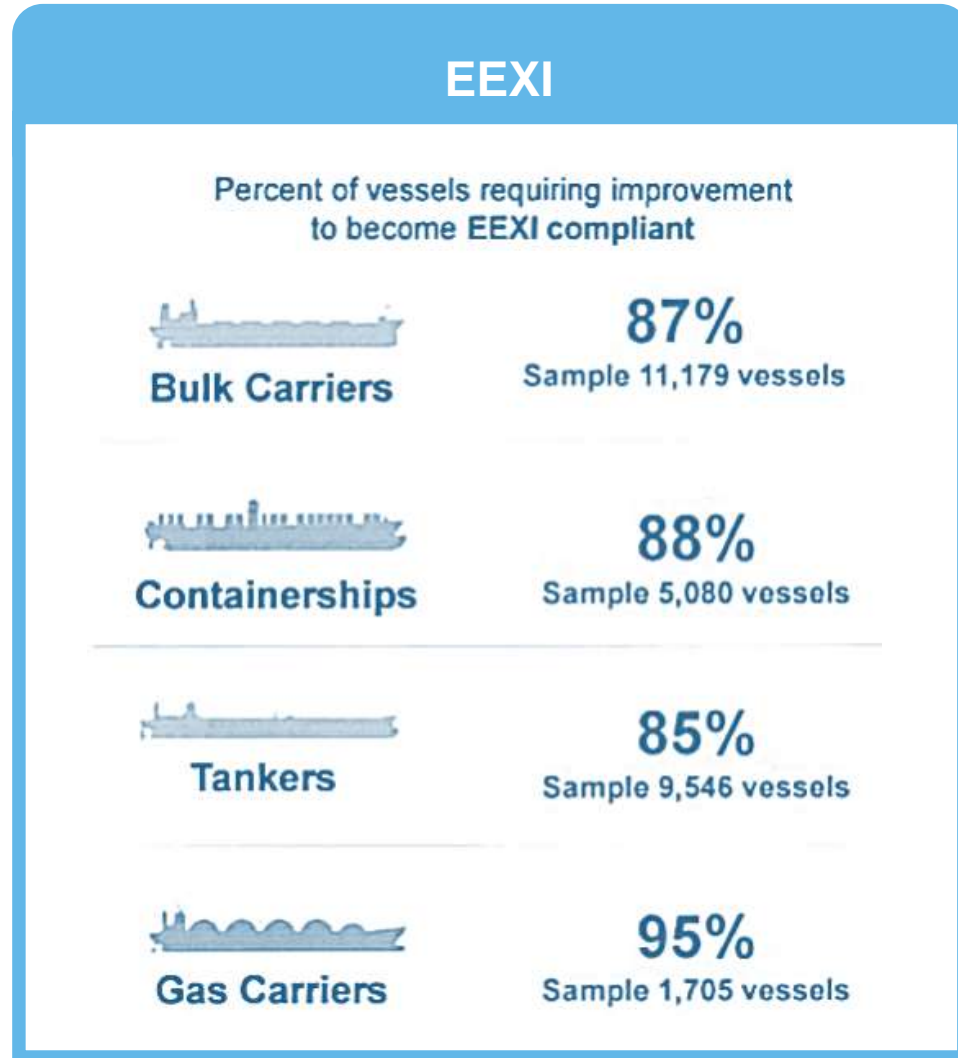 EEXI
Percent of vessels requiring improvement
to become EEXI compliant
87%
Sample 11,179 vessels
Bulk Carriers
88%
Sample 5,080 vessels
Containerships
85%
Sample 9,546 vessels
Tankers
95%
Sample 1,705 vessels
Gas Carriers